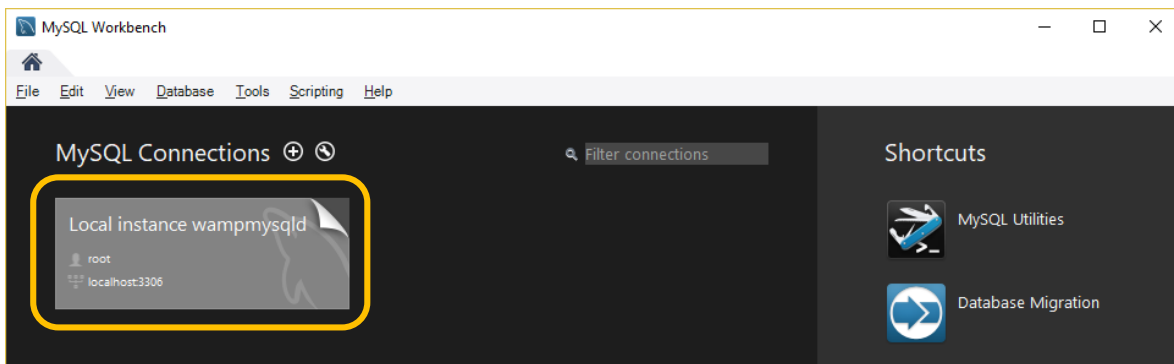 MySQL Workbench
File Edit View Database Tools Scripting Help
MySQL Connections
Filter connections
Local instance wampmysqld
root
localhost:3306
Shortcuts
MySQL Utilities
Database Migration